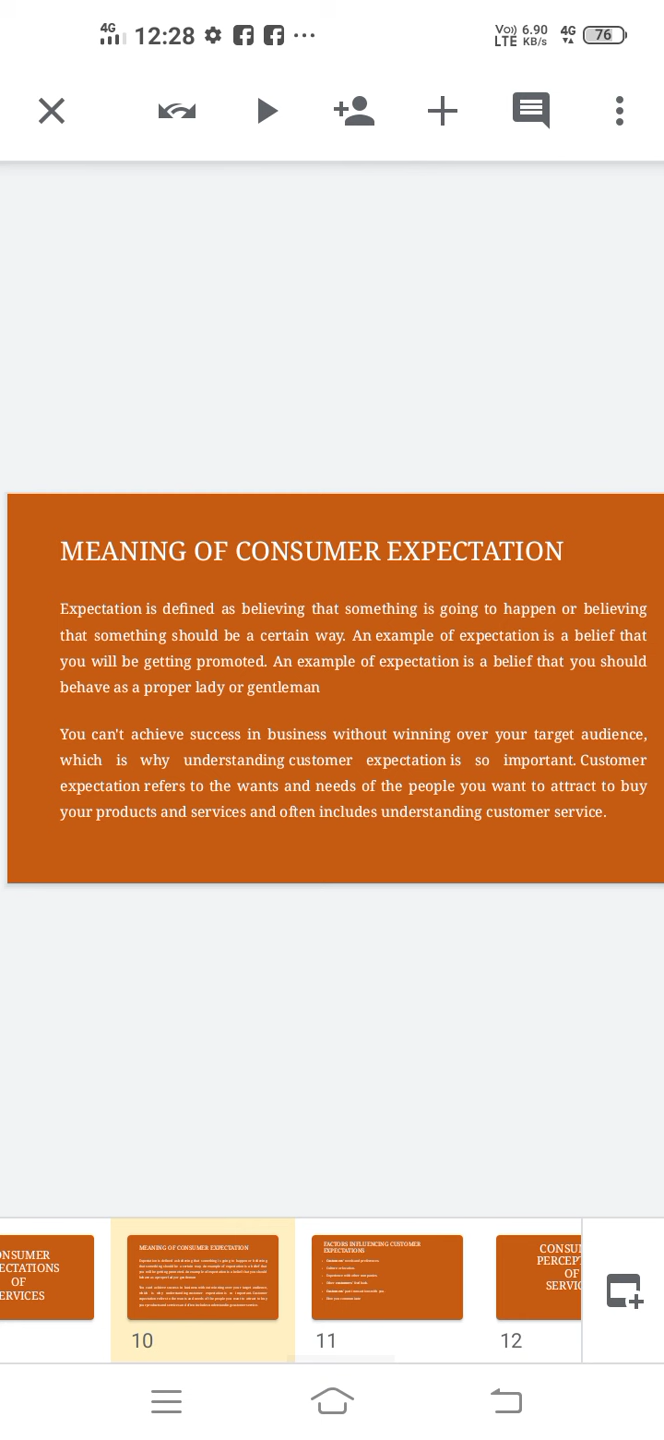 4G 12:28 Vo)) LTE 6.90 KB/s 4G 76
MEANING OF CONSUMER EXPECTATION
Expectation is defined as believing that something is going to happen or believing
that something should be a certain way. An example of expectation is a belief that
you will be getting promoted. An example of expectation is a belief that you should
behave as a proper lady or gentleman
You can't achieve success in business without winning over your target audience,
which is why understanding customer expectation is so important. Customer
expectation refers to the wants and needs of the people you want to attract to buy
your products and services and often includes understanding customer service.
NSUMER
ECTATIONS
OF
ERVICES
MEANING OF CONSUMER EXPECTATION
10
FACTORS INFLUENCING CUSTOMER
EXPECTATIONS
11
CONSU
PERCEP
OF
SERVIC
12